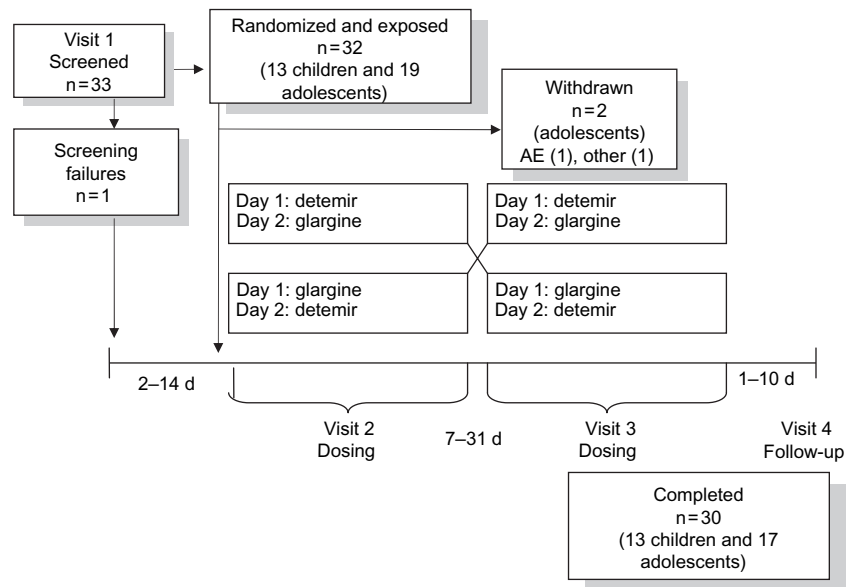 Visit 1
Screened
n=33
Randomized and exposed
n=32
(13 children and 19
adolescents)
Withdrawn
n=2
(adolescents)
AE (1), other (1)
Screening
failures
n=1
Day 1: detemir
Day 2: glargine
Day 1: detemir
Day 2: glargine
Day 1: glargine
Day 2: detemir
Day 1: glargine
Day 2: detemir
2–14 d
1–10 d
Visit 2
Dosing
7–31 d
Visit 3
Dosing
Visit 4
Follow-up
Completed
n=30
(13 children and 17
adolescents)